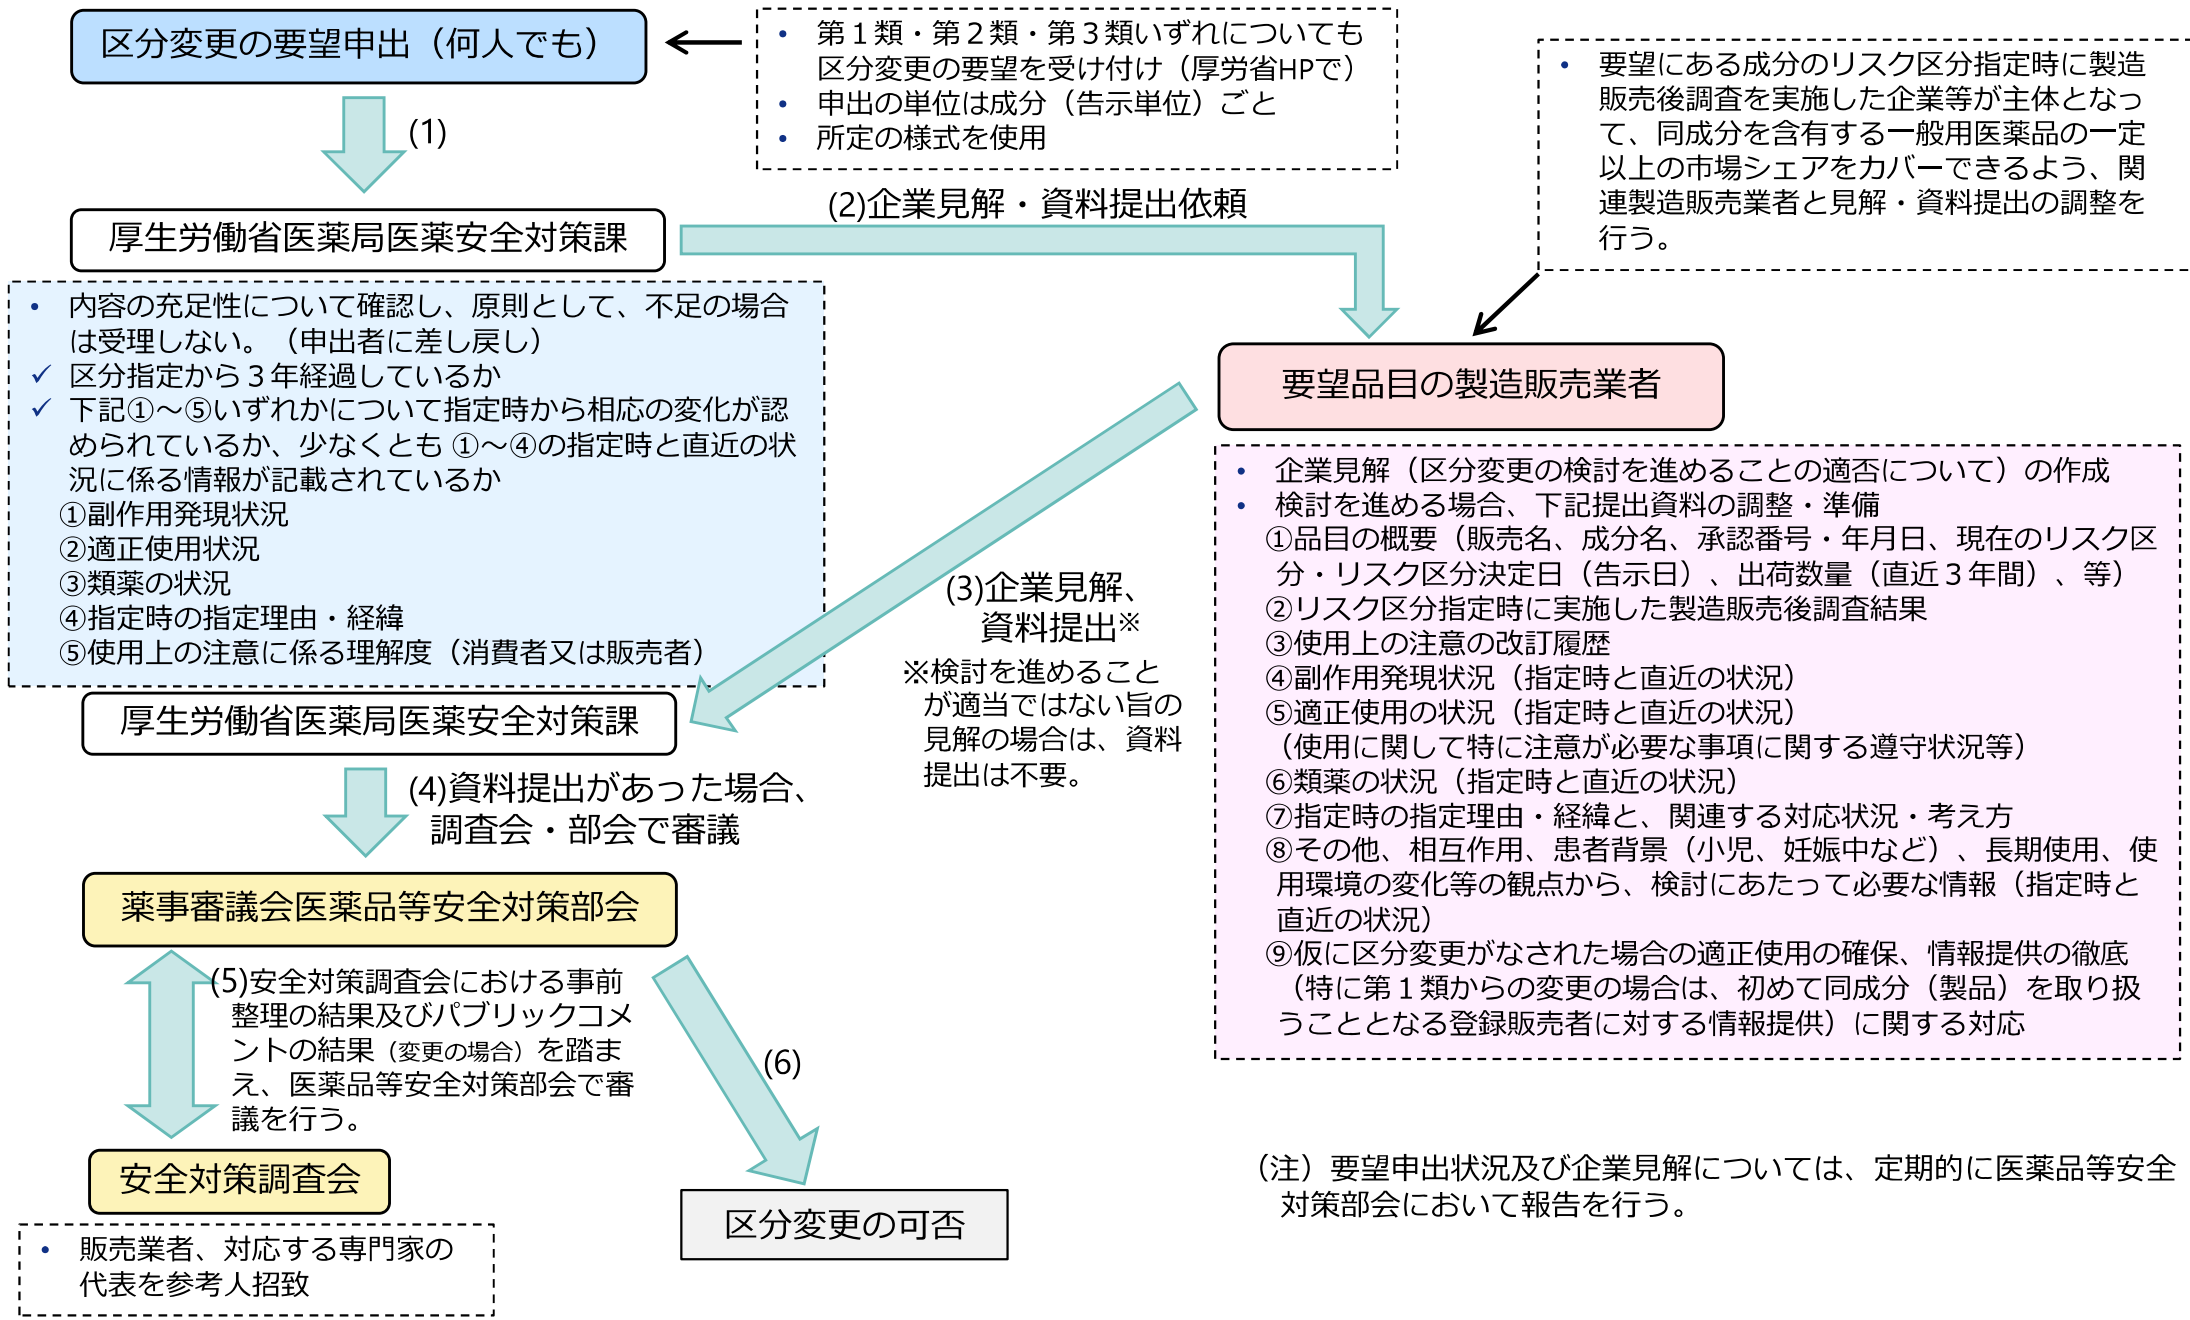 区分変更の要望申出（何人でも）
• 第１類・第２類・第３類いずれについても
区分変更の要望を受け付け（厚労省HPで）
• 申出の単位は成分（告示単位）ごと
• 所定の様式を使用
• 要望にある成分のリスク区分指定時に製造
販売後調査を実施した企業等が主体となっ
て、同成分を含有する一般用医薬品の一定
以上の市場シェアをカバーできるよう、関
連製造販売業者と見解・資料提出の調整を
行う。
(1)
厚生労働省医薬局医薬安全対策課
(2)企業見解・資料提出依頼
• 内容の充足性について確認し、原則として、不足の場合
は受理しない。（申出者に差し戻し）
✓ 区分指定から３年経過しているか
✓ 下記①～⑤いずれかについて指定時から相応の変化が認
められているか、少なくとも ①～④の指定時と直近の状
況に係る情報が記載されているか
①副作用発現状況
②適正使用状況
③類薬の状況
④指定時の指定理由・経緯
⑤使用上の注意に係る理解度（消費者又は販売者）
要望品目の製造販売業者
• 企業見解（区分変更の検討を進めることの適否について）の作成
• 検討を進める場合、下記提出資料の調整・準備
①品目の概要（販売名、成分名、承認番号・年月日、現在のリスク区
分・リスク区分決定日（告示日）、出荷数量（直近３年間）、等）
②リスク区分指定時に実施した製造販売後調査結果
③使用上の注意の改訂履歴
④副作用発現状況（指定時と直近の状況）
⑤適正使用の状況（指定時と直近の状況）
（使用に関して特に注意が必要な事項に関する遵守状況等）
⑥類薬の状況（指定時と直近の状況）
⑦指定時の指定理由・経緯と、関連する対応状況・考え方
⑧その他、相互作用、患者背景（小児、妊娠中など）、長期使用、使
用環境の変化等の観点から、検討にあたって必要な情報（指定時と
直近の状況）
⑨仮に区分変更がなされた場合の適正使用の確保、情報提供の徹底
（特に第１類からの変更の場合は、初めて同成分（製品）を取り扱
うこととなる登録販売者に対する情報提供）に関する対応
(3)企業見解、
資料提出※
※検討を進めること
が適当ではない旨の
見解の場合は、資料
提出は不要。
厚生労働省医薬局医薬安全対策課
(4)資料提出があった場合、
調査会・部会で審議
薬事審議会医薬品等安全対策部会
(5)安全対策調査会における事前
整理の結果及びパブリックコメ
ントの結果（変更の場合）を踏ま
え、医薬品等安全対策部会で審
議を行う。
(6)
安全対策調査会
• 販売業者、対応する専門家の
代表を参考人招致
区分変更の可否
（注）要望申出状況及び企業見解については、定期的に医薬品等安全
対策部会において報告を行う。